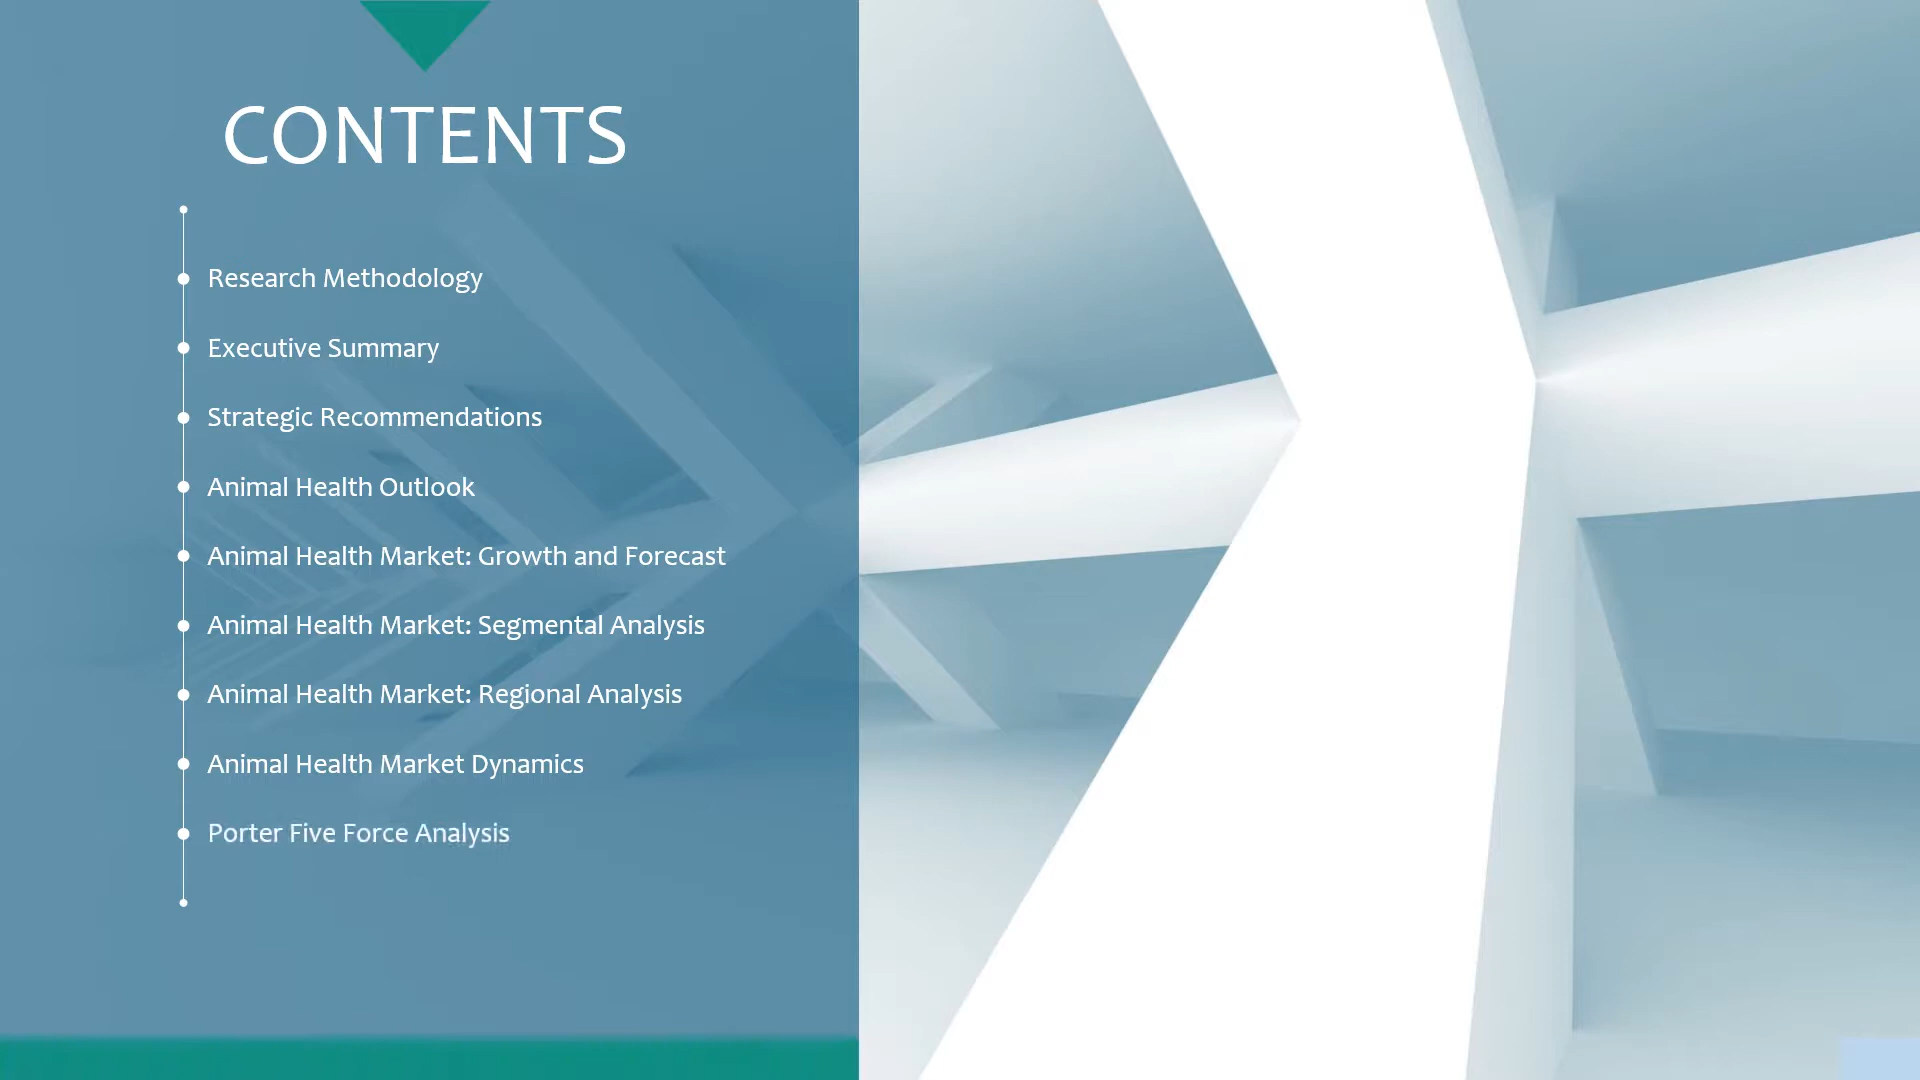 CONTENTS
Research Methodology
Executive Summary
Strategic Recommendations
Animal Health Outlook
Animal Health Market: Growth and Forecast
Animal Health Market: Segmental Analysis
Animal Health Market: Regional Analysis
Animal Health Market Dynamics
Porter Five Force Analysis